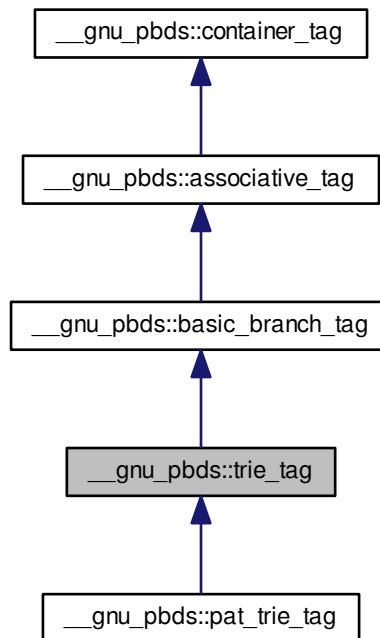 __gnu_pbds::container_tag
__gnu_pbds::associative_tag
__gnu_pbds::basic_branch_tag
__gnu_pbds::trie_tag
__gnu_pbds::pat_trie_tag